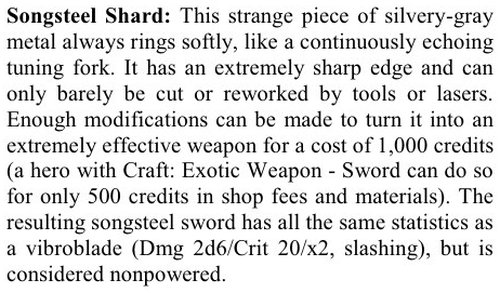 Songsteel Shard: This strange piece of silvery-gray
metal always rings softly, like a continuously echoing
tuning fork. It has an extremely sharp edge and can
only barely be cut or reworked by tools or lasers.
Enough modifications can be made to turn it into an
extremely effective weapon for a cost of 1,000 credits
(a hero with Craft: Exotic Weapon - Sword can do so
for only 500 credits in shop fees and materials). The
resulting songsteel sword has all the same statistics as
a vibroblade (Dmg 2d6/Crit 20/x2, slashing), but is
considered nonpowered.